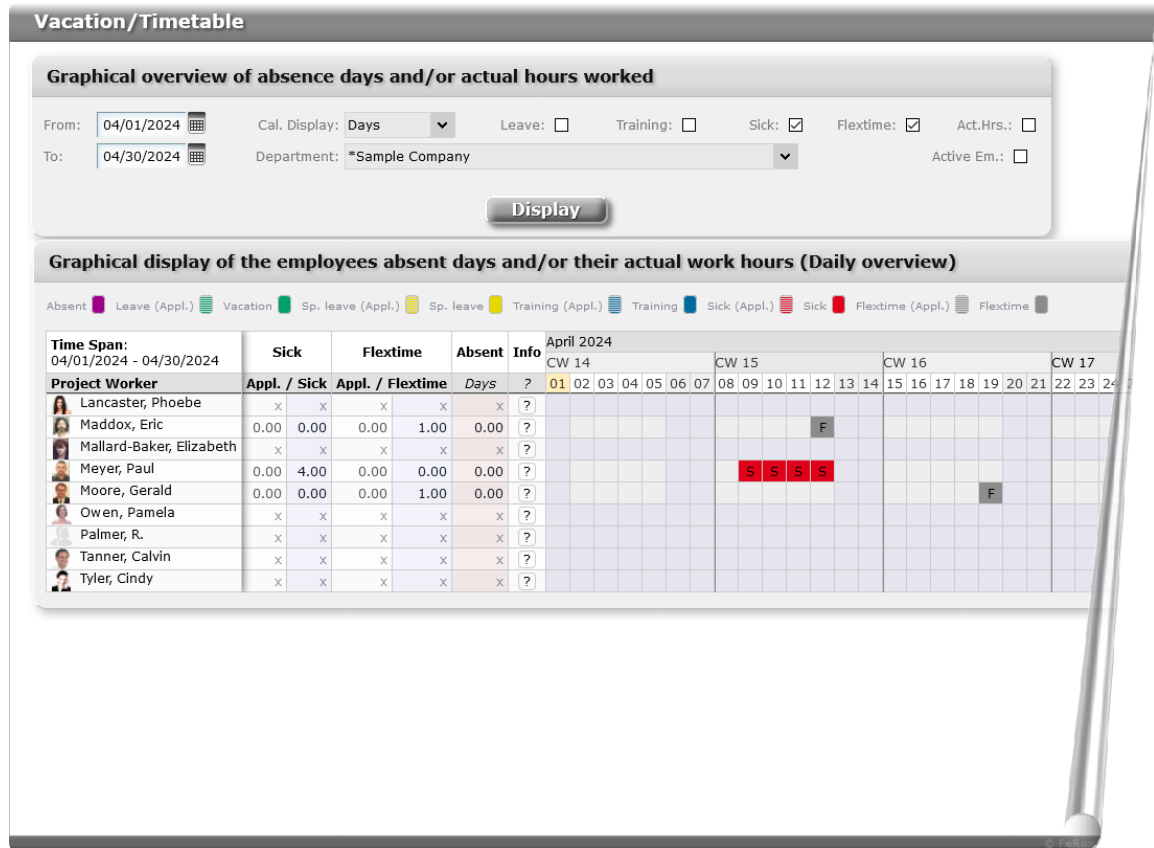 Vacation/Timetable
Graphical overview of absence days and/or actual hours worked
From: 04/01/2024 Cal. Display: Days Leave: Training: Sick: Flextime: Act.Hrs.:
To: 04/30/2024 Department: *Sample Company Active Em.:
Display
Graphical display of the employees absent days and/or their actual work hours (Daily overview)
Absent Leave (Appl.) Vacation Sp. leave (Appl.) Sp. leave Training (Appl.) Training Sick (Appl.) Sick Flextime (Appl.) Flextime
Time Span: Sick Flextime Absent Info April 2024
04/01/2024 - 04/30/2024 CW 14 CW 15 CW 16 CW 17
Project Worker Appl. / Sick Appl. / Flextime Days ? 01 02 03 04 05 06 07 08 09 10 11 12 13 14 15 16 17 18 19 20 21 22 23 24
Lancaster, Phoebe x x x x x ?
Maddox, Eric 0.00 0.00 0.00 1.00 0.00 ? F
Mallard-Baker, Elizabeth x x x x x ?
Meyer, Paul 0.00 4.00 0.00 0.00 0.00 ? S S S S
Moore, Gerald 0.00 0.00 0.00 1.00 0.00 ? F
Owen, Pamela x x x x x ?
Palmer, R. x x x x x ?
Tanner, Calvin x x x x x ?
Tyler, Cindy x x x x x ?